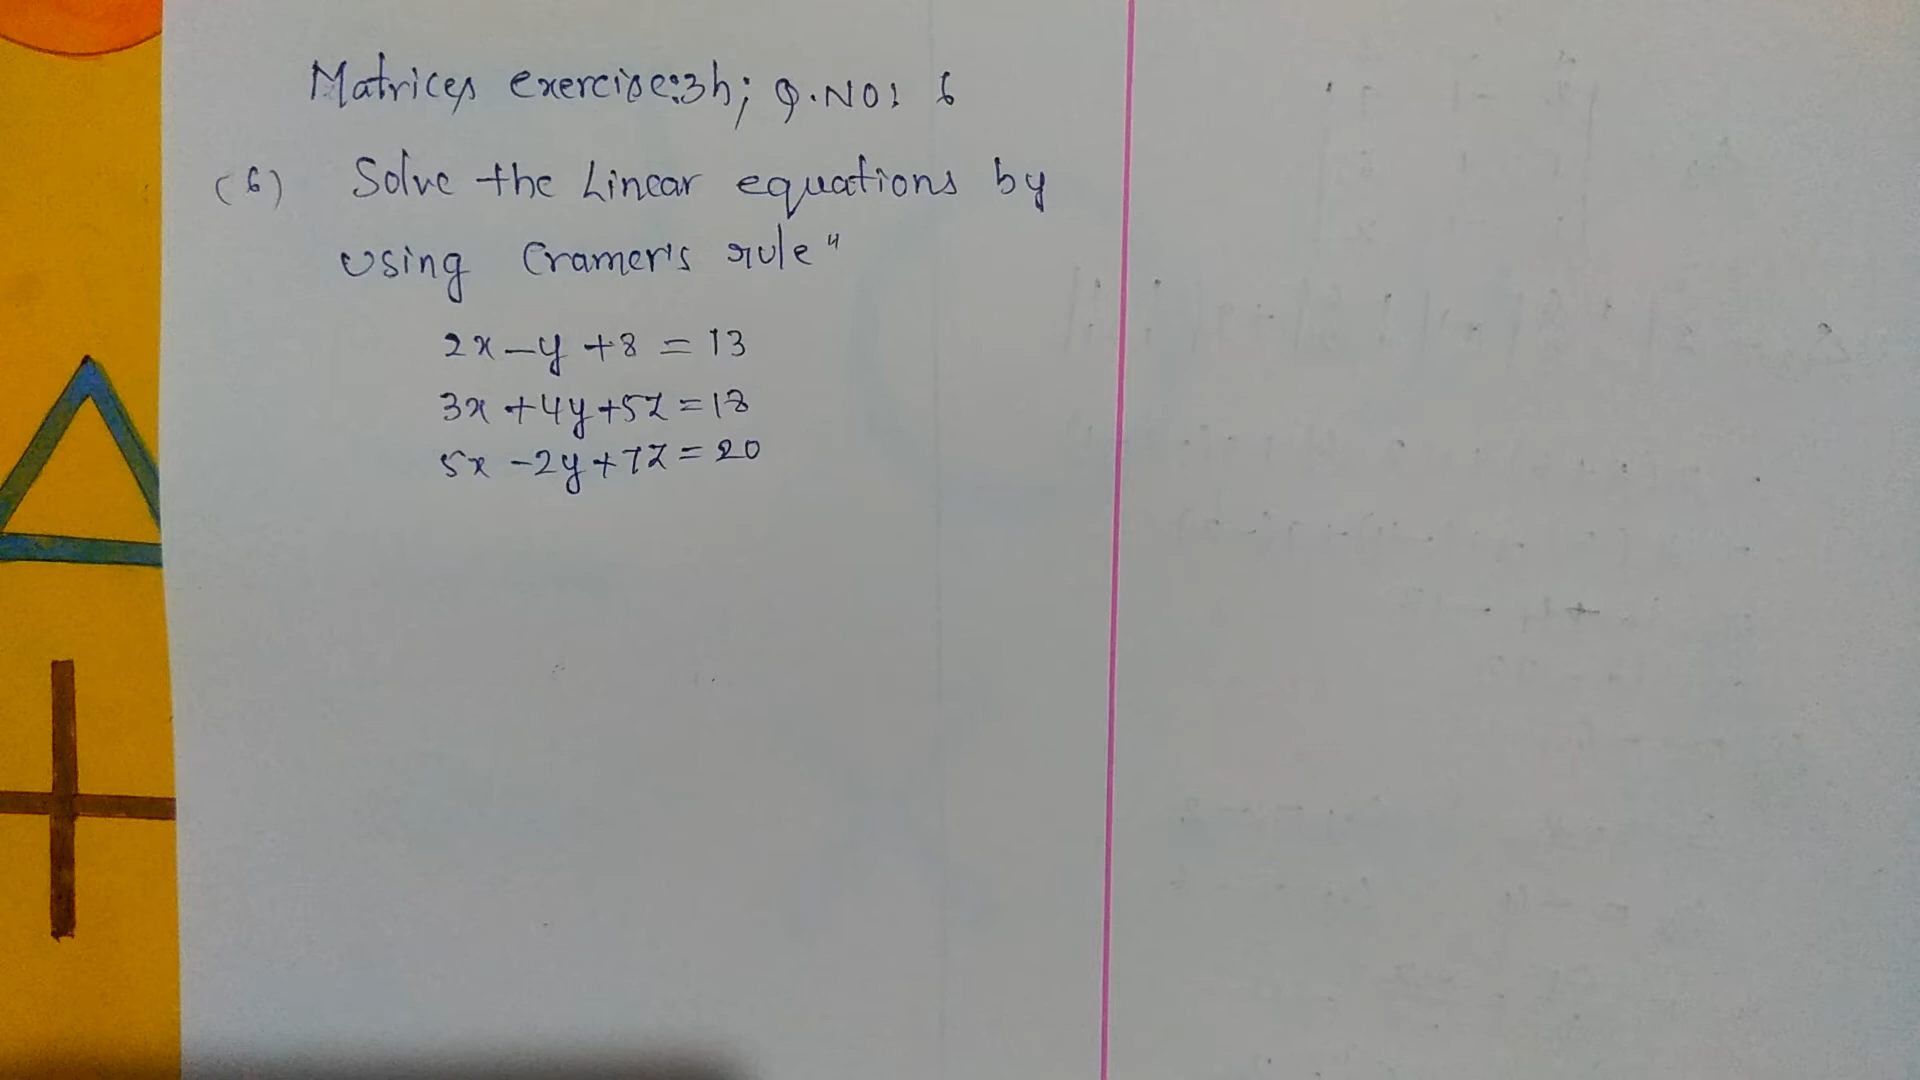 Matrices exercise:3h; Q.NO: 6
(6) Solve the Linear equations by
using Cramer's rule"
2x-y+8=13
3x+4y+5z=18
5x-2y+7z=20